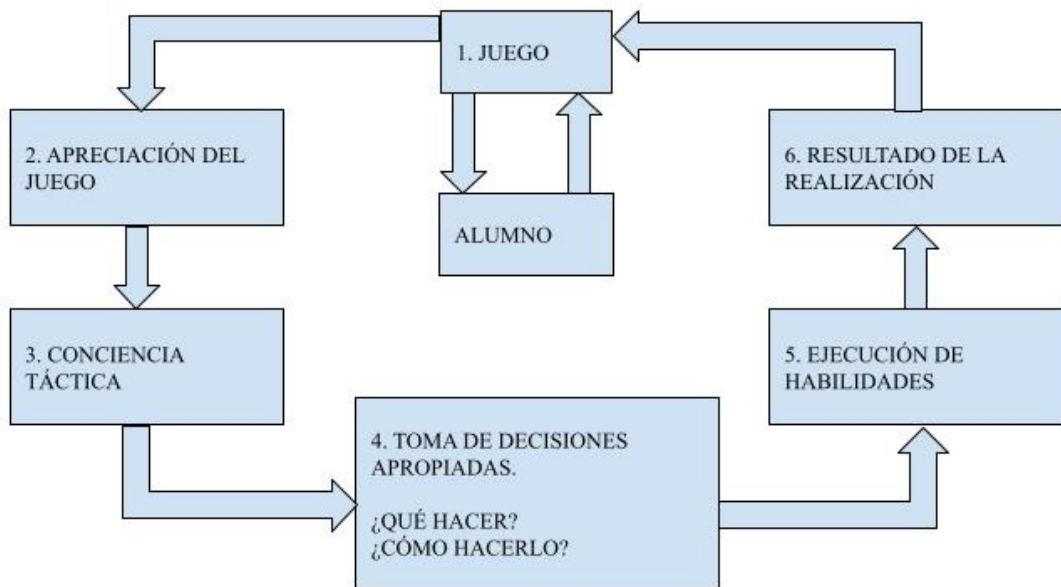 1. JUEGO
2. APRECIACIÓN DEL
JUEGO
3. CONCIENCIA
TÁCTICA
4. TOMA DE DECISIONES
APROPIADAS.
¿QUÉ HACER?
¿CÓMO HACERLO?
5. EJECUCIÓN DE
HABILIDADES
6. RESULTADO DE LA
REALIZACIÓN
ALUMNO